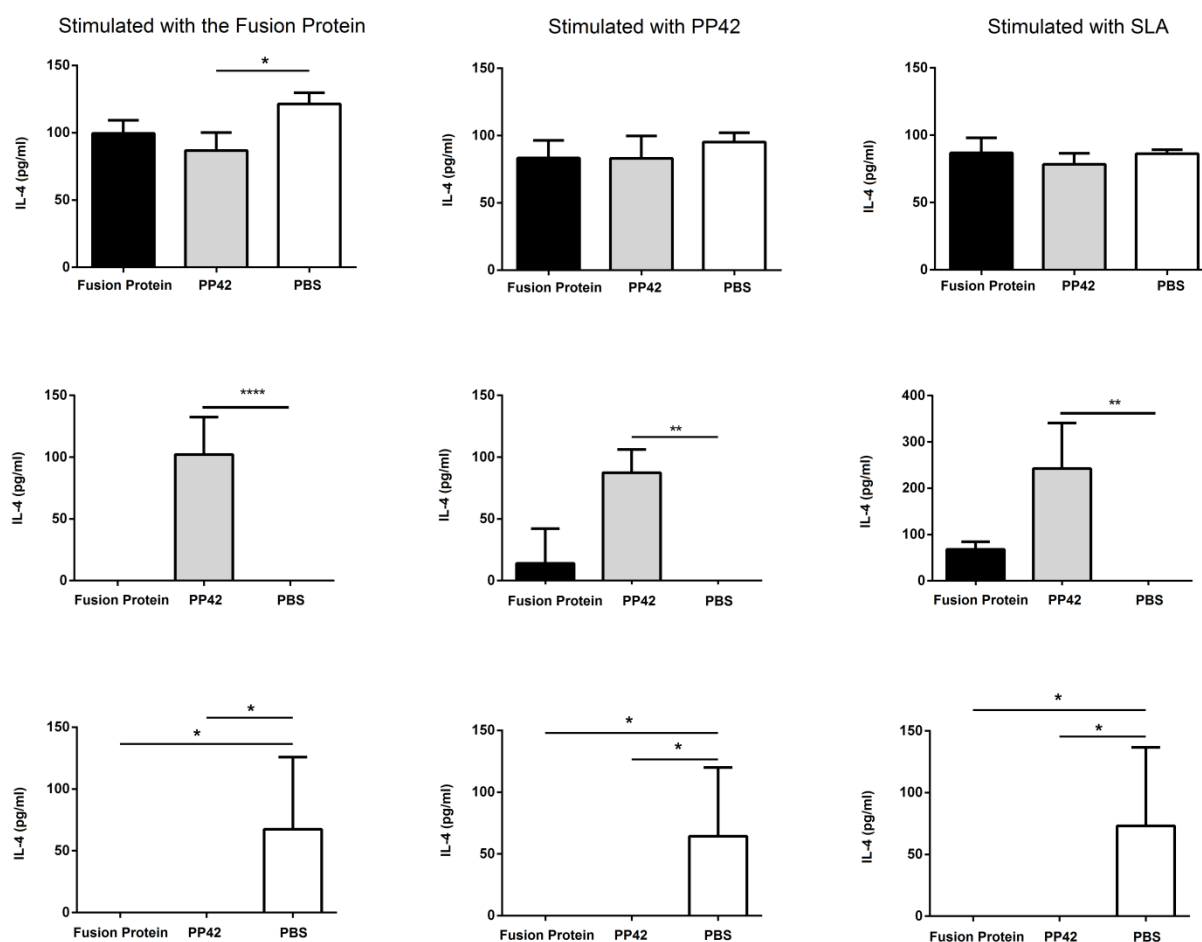 Stimulated with the Fusion Protein
Stimulated with PP42
Stimulated with SLA
IL-4 (pg/ml)
150
100
50
0
*
Fusion Protein PP42 PBS
IL-4 (pg/ml)
150
100
50
0
Fusion Protein PP42 PBS
IL-4 (pg/ml)
150
100
50
0
Fusion Protein PP42 PBS
IL-4 (pg/ml)
150
100
50
0
****
Fusion Protein PP42 PBS
IL-4 (pg/ml)
150
100
50
0
**
Fusion Protein PP42 PBS
IL-4 (pg/ml)
400
300
200
100
0
**
Fusion Protein PP42 PBS
IL-4 (pg/ml)
150
100
50
0
*
*
Fusion Protein PP42 PBS
IL-4 (pg/ml)
150
100
50
0
*
*
Fusion Protein PP42 PBS
IL-4 (pg/ml)
150
100
50
0
*
*
Fusion Protein PP42 PBS